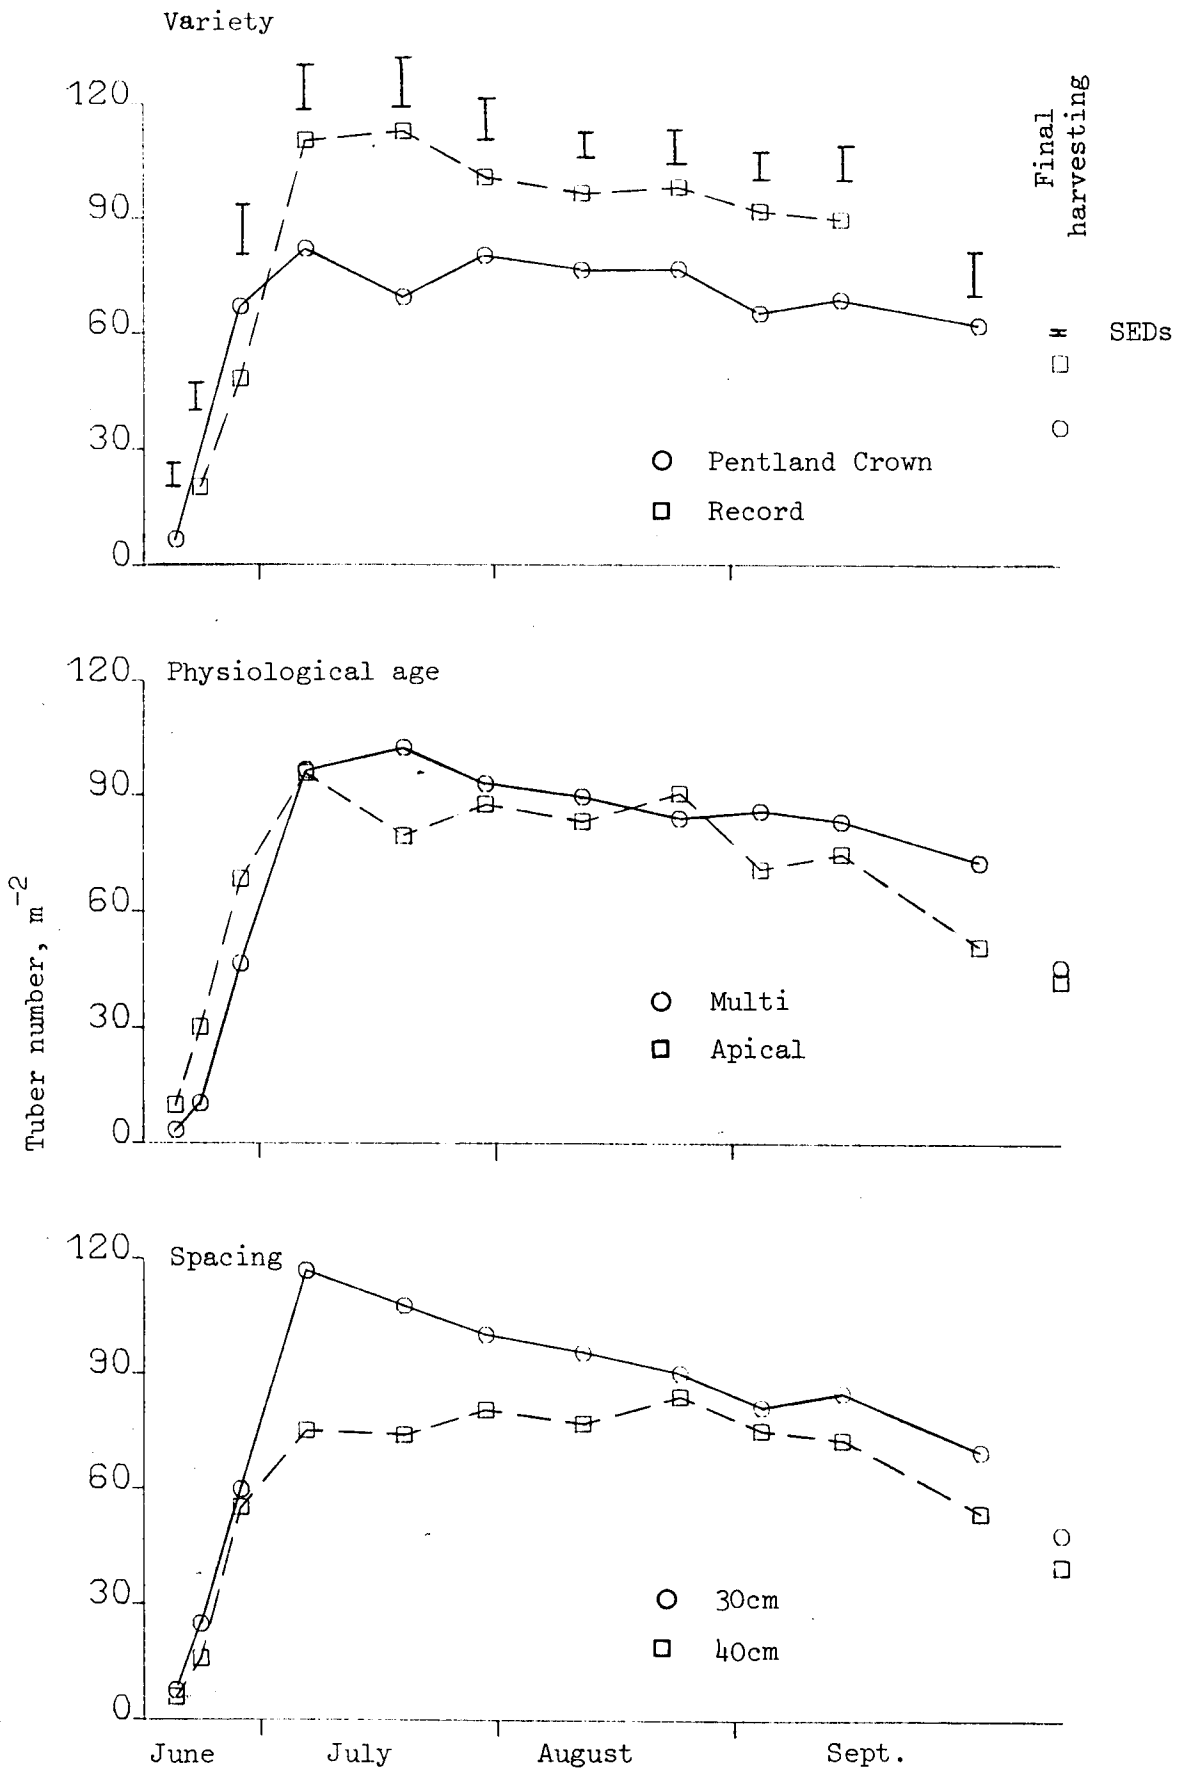 Variety
120
90
60
30
0
Final
harvesting
SEDs
Pentland Crown
Record
Tuber number, m⁻²
Physiological age
120
90
60
30
0
Multi
Apical
Spacing
120
90
60
30
0
30cm
40cm
June July August Sept.